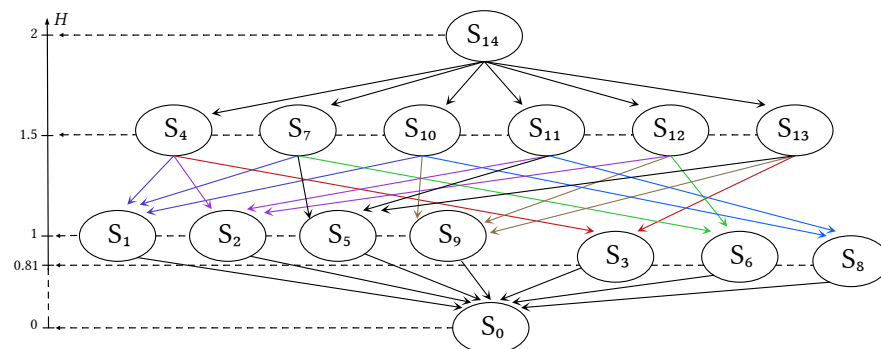 H
2
S₁₄
S₄ S₇ S₁₀ S₁₁ S₁₂ S₁₃
1.5
1
S₁ S₂ S₅ S₉
S₃ S₆ S₈
0.81
0
S₀